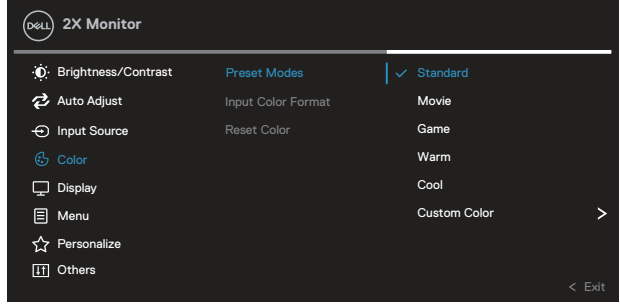 DELL 2X Monitor
Brightness/Contrast Preset Modes Standard
Auto Adjust Input Color Format Movie
Input Source Reset Color Game
Color Warm
Display Cool
Menu Custom Color >
Personalize
Others
< Exit